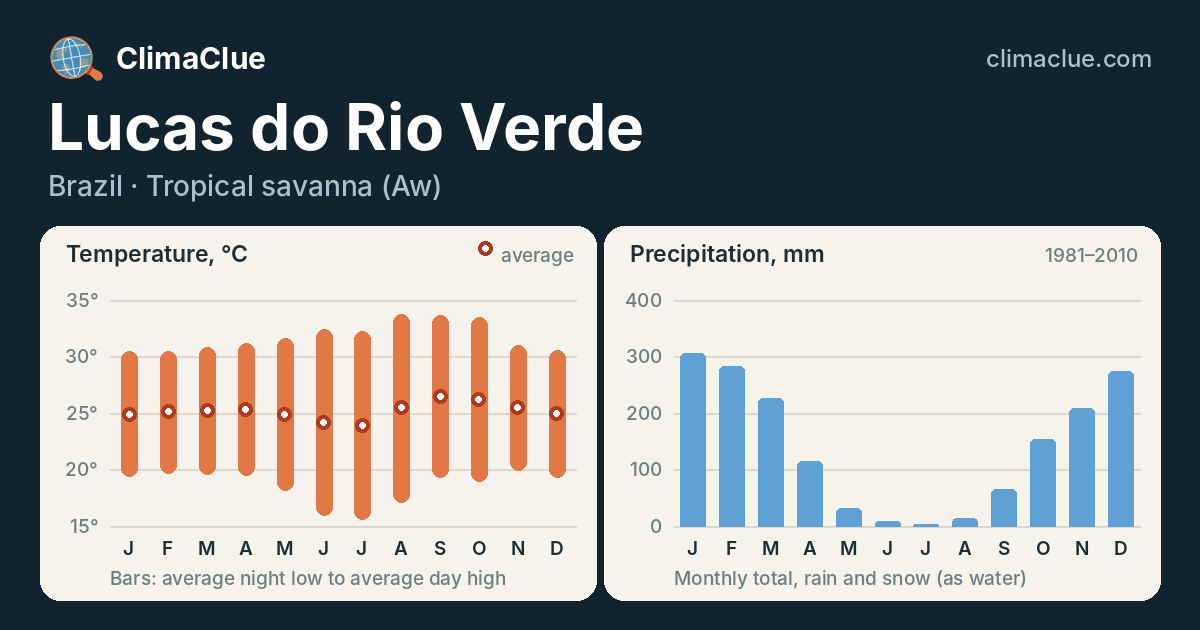 ClimaClue
climaclue.com
Lucas do Rio Verde
Brazil · Tropical savanna (Aw)
Temperature, °C
average
35°
30°
25°
20°
15°
J F M A M J J A S O N D
Bars: average night low to average day high
Precipitation, mm
1981–2010
400
300
200
100
0
J F M A M J J A S O N D
Monthly total, rain and snow (as water)